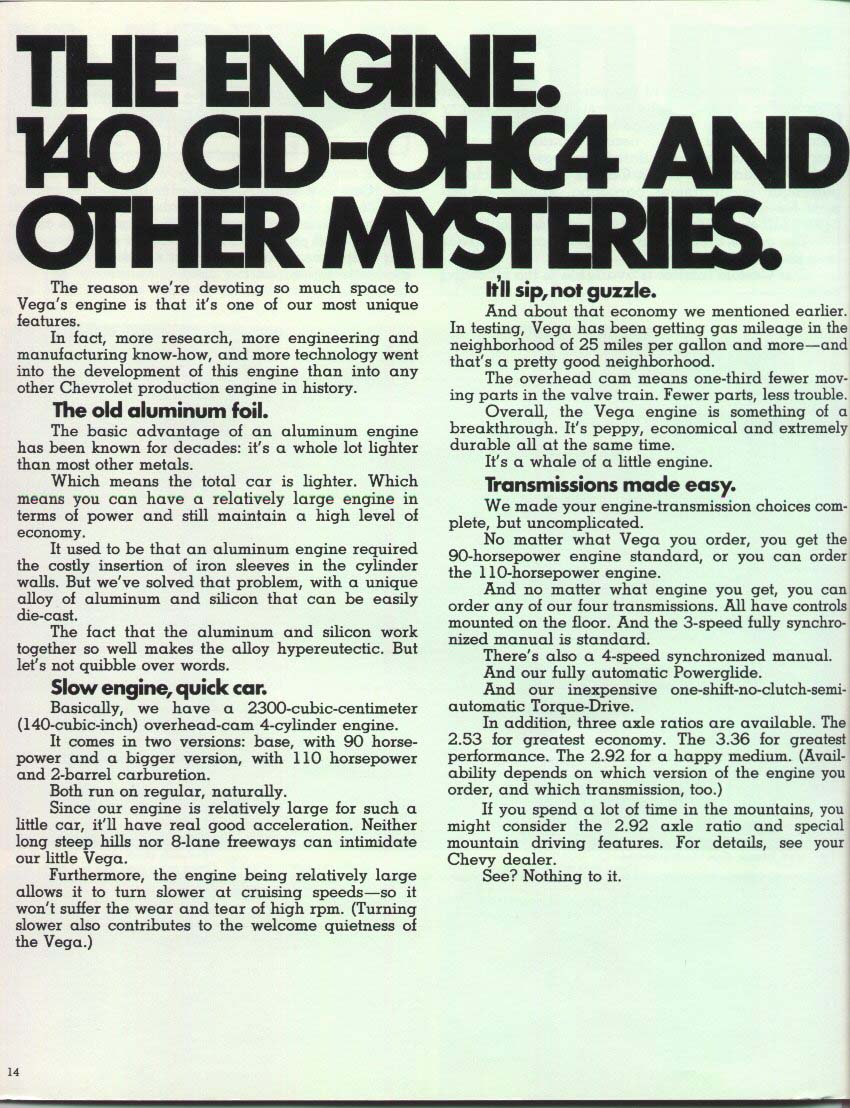 THE ENGINE.
140 CID-OHC4 AND
OTHER MYSTERIES.
The reason we're devoting so much space to
Vega's engine is that it's one of our most unique
features.
In fact, more research, more engineering and
manufacturing know-how, and more technology went
into the development of this engine than into any
other Chevrolet production engine in history.
The old aluminum foil.
The basic advantage of an aluminum engine
has been known for decades: it's a whole lot lighter
than most other metals.
Which means the total car is lighter. Which
means you can have a relatively large engine in
terms of power and still maintain a high level of
economy.
It used to be that an aluminum engine required
the costly insertion of iron sleeves in the cylinder
walls. But we've solved that problem, with a unique
alloy of aluminum and silicon that can be easily
die-cast.
The fact that the aluminum and silicon work
together so well makes the alloy hypereutectic. But
let's not quibble over words.
Slow engine, quick car.
Basically, we have a 2300-cubic-centimeter
(140-cubic-inch) overhead-cam 4-cylinder engine.
It comes in two versions: base, with 90 horse-
power and a bigger version, with 110 horsepower
and 2-barrel carburetion.
Both run on regular, naturally.
Since our engine is relatively large for such a
little car, it'll have real good acceleration. Neither
long steep hills nor 8-lane freeways can intimidate
our little Vega.
Furthermore, the engine being relatively large
allows it to turn slower at cruising speeds—so it
won't suffer the wear and tear of high rpm. (Turning
slower also contributes to the welcome quietness of
the Vega.)
It'll sip, not guzzle.
And about that economy we mentioned earlier.
In testing, Vega has been getting gas mileage in the
neighborhood of 25 miles per gallon and more—and
that's a pretty good neighborhood.
The overhead cam means one-third fewer mov-
ing parts in the valve train. Fewer parts, less trouble.
Overall, the Vega engine is something of a
breakthrough. It's peppy, economical and extremely
durable all at the same time.
It's a whale of a little engine.
Transmissions made easy.
We made your engine-transmission choices com-
plete, but uncomplicated.
No matter what Vega you order, you get the
90-horsepower engine standard, or you can order
the 110-horsepower engine.
And no matter what engine you get, you can
order any of our four transmissions. All have controls
mounted on the floor. And the 3-speed fully synchro-
nized manual is standard.
There's also a 4-speed synchronized manual.
And our fully automatic Powerglide.
And our inexpensive one-shift-no-clutch-semi-
automatic Torque-Drive.
In addition, three axle ratios are available. The
2.53 for greatest economy. The 3.36 for greatest
performance. The 2.92 for a happy medium. (Avail-
ability depends on which version of the engine you
order, and which transmission, too.)
If you spend a lot of time in the mountains, you
might consider the 2.92 axle ratio and special
mountain driving features. For details, see your
Chevy dealer.
See? Nothing to it.
14